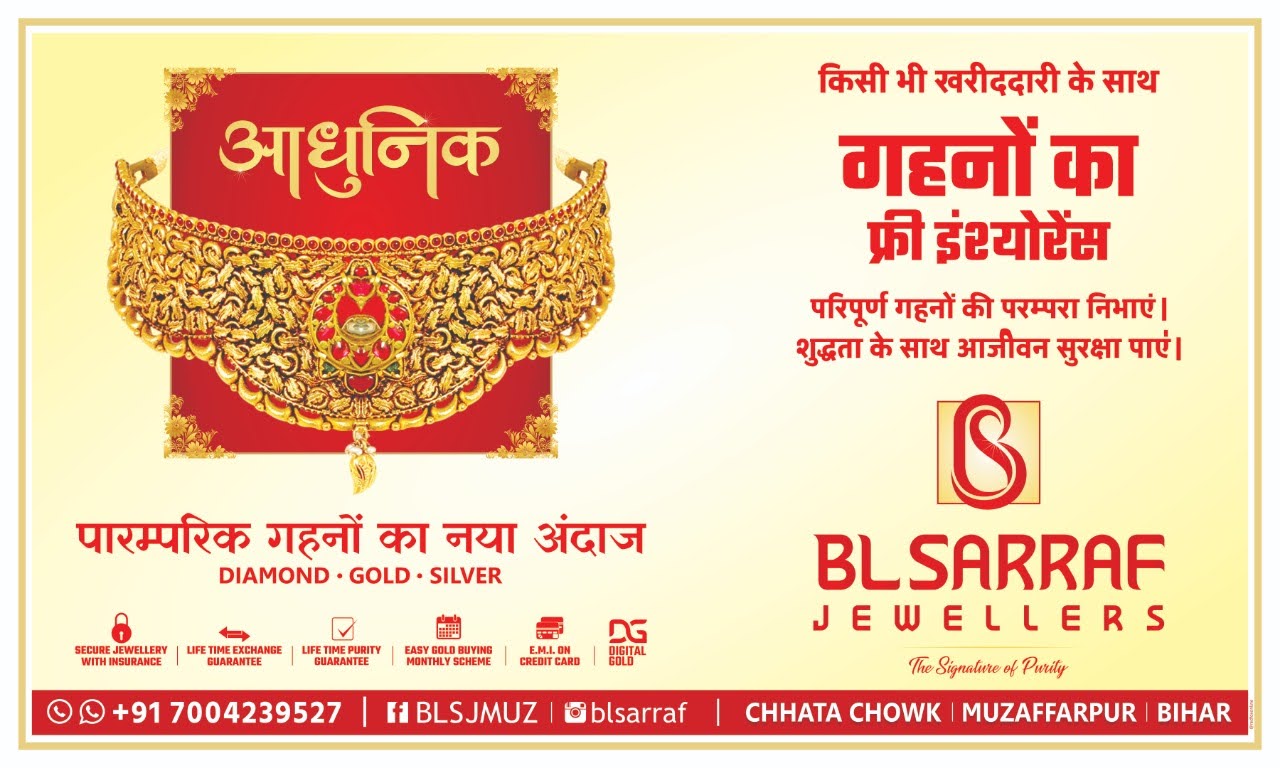 आधुनिक
पारम्परिक गहनों का नया अंदाज
DIAMOND • GOLD • SILVER
SECURE JEWELLERY
WITH INSURANCE
LIFE TIME EXCHANGE
GUARANTEE
LIFE TIME PURITY
GUARANTEE
EASY GOLD BUYING
MONTHLY SCHEME
E.M.I. ON
CREDIT CARD
DG
DIGITAL
GOLD
किसी भी खरीददारी के साथ
गहनों का
फ्री इंश्योरेंस
परिपूर्ण गहनों की परम्परा निभाएं।
शुद्धता के साथ आजीवन सुरक्षा पाएं।
BLSARRAF
JEWELLERS
The Signature of Purity
+91 7004239527 | BLSJMUZ | blsarraf | CHHATA CHOWK | MUZAFFARPUR | BIHAR